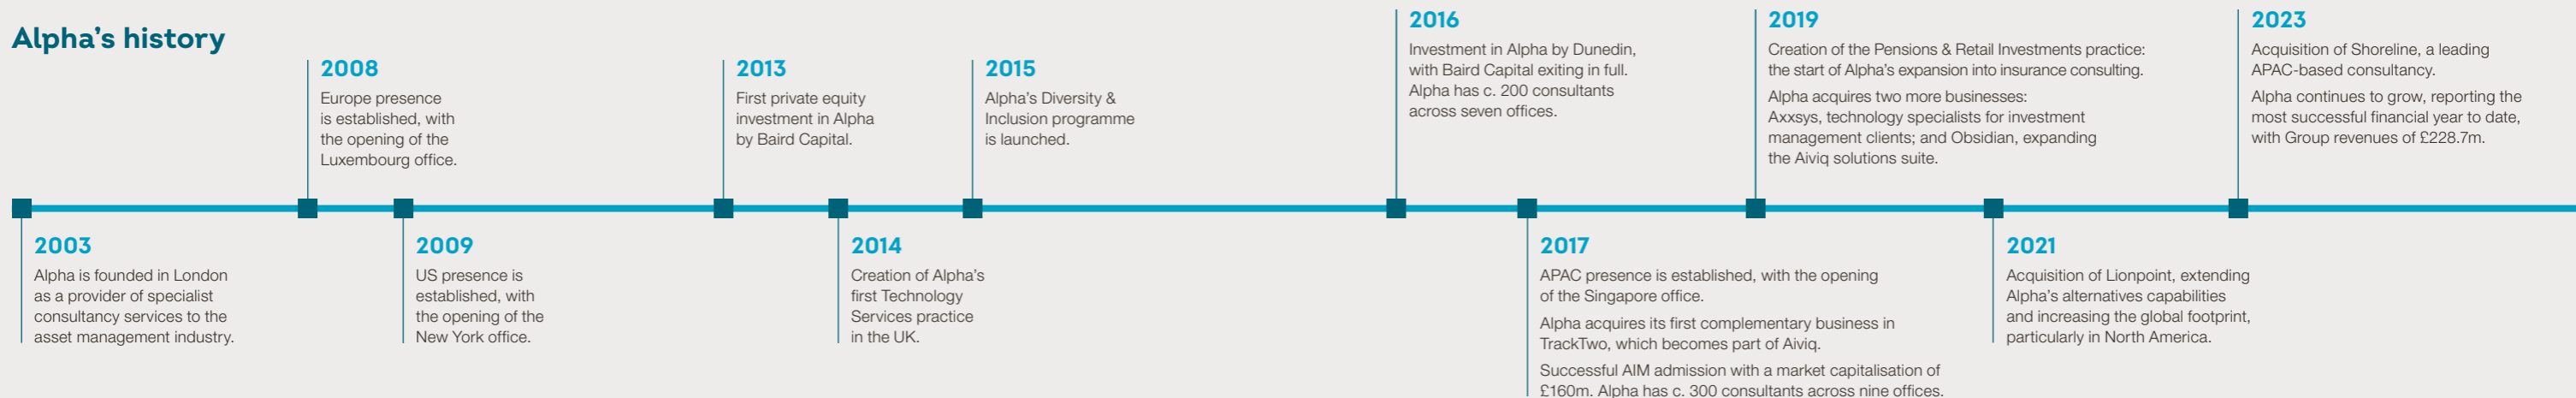 Alpha's history
2003
Alpha is founded in London
as a provider of specialist
consultancy services to the
asset management industry.
2008
Europe presence
is established, with
the opening of the
Luxembourg office.
2009
US presence is
established, with
the opening of the
New York office.
2013
First private equity
investment in Alpha
by Baird Capital.
2014
Creation of Alpha's
first Technology
Services practice
in the UK.
2015
Alpha's Diversity &
Inclusion programme
is launched.
2016
Investment in Alpha by Dunedin,
with Baird Capital exiting in full.
Alpha has c. 200 consultants
across seven offices.
2017
APAC presence is established, with the opening
of the Singapore office.
Alpha acquires its first complementary business in
TrackTwo, which becomes part of Aiviq.
Successful AIM admission with a market capitalisation of
£160m. Alpha has c. 300 consultants across nine offices.
2019
Creation of the Pensions & Retail Investments practice:
the start of Alpha's expansion into insurance consulting.
Alpha acquires two more businesses:
Axxsys, technology specialists for investment
management clients; and Obsidian, expanding
the Aiviq solutions suite.
2021
Acquisition of Lionpoint, extending
Alpha's alternatives capabilities
and increasing the global footprint,
particularly in North America.
2023
Acquisition of Shoreline, a leading
APAC-based consultancy.
Alpha continues to grow, reporting the
most successful financial year to date,
with Group revenues of £228.7m.